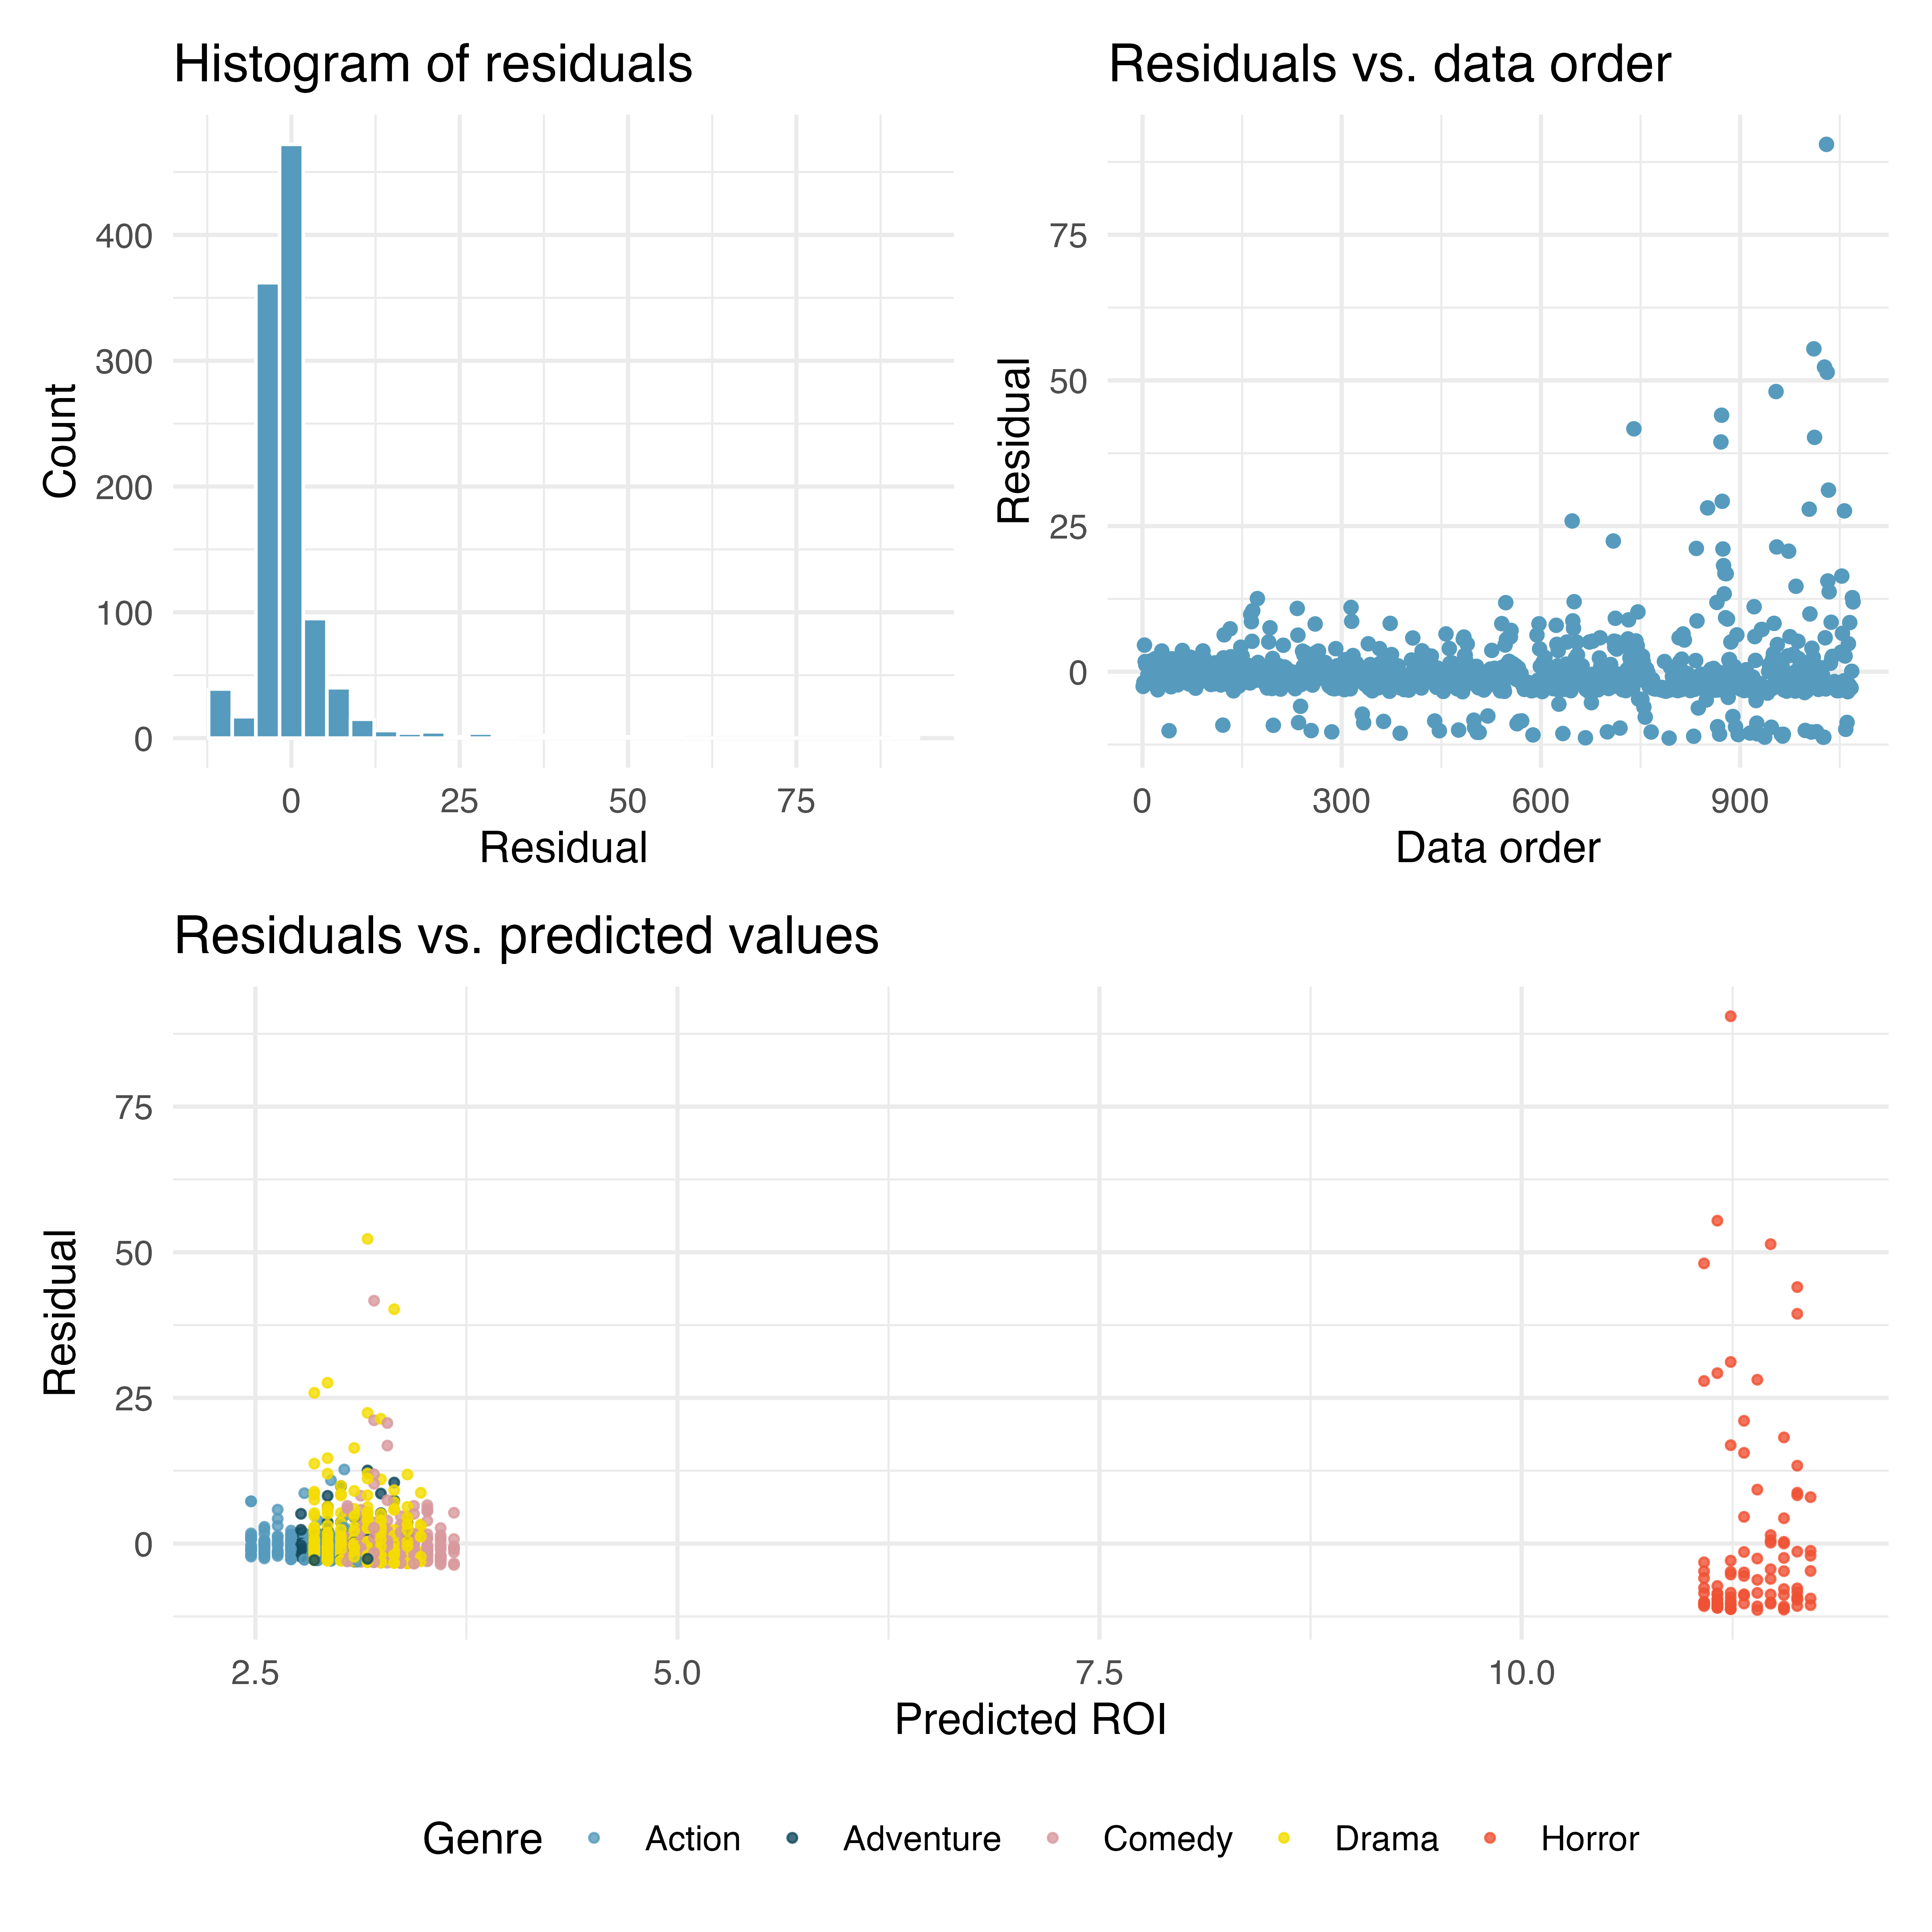 Histogram of residuals
Count
400
300
200
100
0
0 25 50 75
Residual
Residuals vs. data order
Residual
75
50
25
0
0 300 600 900
Data order
Residuals vs. predicted values
Residual
75
50
25
0
2.5 5.0 7.5 10.0
Predicted ROI
Genre Action Adventure Comedy Drama Horror